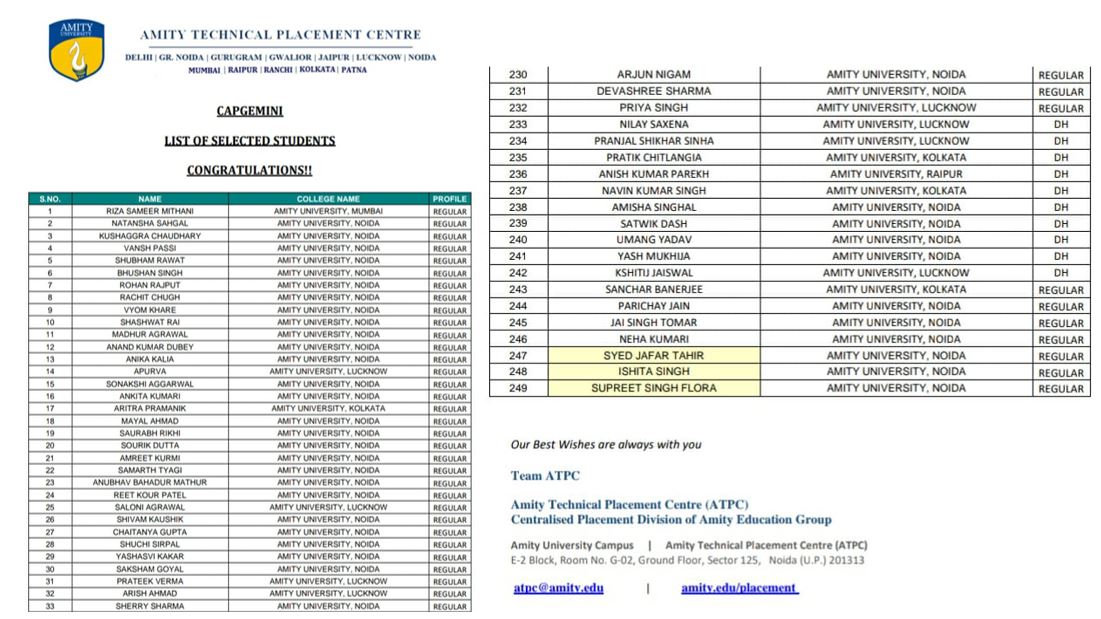 AMITY
UNIVERSITY
AMITY TECHNICAL PLACEMENT CENTRE
DELHI | GR. NOIDA | GURUGRAM | GWALIOR | JAIPUR | LUCKNOW | NOIDA
MUMBAI | RAIPUR | RANCHI | KOLKATA | PATNA
CAPGEMINI
LIST OF SELECTED STUDENTS
CONGRATULATIONS!!
S.NO. NAME COLLEGE NAME PROFILE
1 RIZA SAMEER MITHANI AMITY UNIVERSITY, MUMBAI REGULAR
2 NATANSHA SAHGAL AMITY UNIVERSITY, NOIDA REGULAR
3 KUSHAGGRA CHAUDHARY AMITY UNIVERSITY, NOIDA REGULAR
4 VANSH PASSI AMITY UNIVERSITY, NOIDA REGULAR
5 SHUBHAM RAWAT AMITY UNIVERSITY, NOIDA REGULAR
6 BHUSHAN SINGH AMITY UNIVERSITY, NOIDA REGULAR
7 ROHAN RAJPUT AMITY UNIVERSITY, NOIDA REGULAR
8 RACHIT CHUGH AMITY UNIVERSITY, NOIDA REGULAR
9 VYOM KHARE AMITY UNIVERSITY, NOIDA REGULAR
10 SHASHWAT RAI AMITY UNIVERSITY, NOIDA REGULAR
11 MADHUR AGRAWAL AMITY UNIVERSITY, NOIDA REGULAR
12 ANAND KUMAR DUBEY AMITY UNIVERSITY, NOIDA REGULAR
13 ANIKA KALIA AMITY UNIVERSITY, NOIDA REGULAR
14 APURVA AMITY UNIVERSITY, LUCKNOW REGULAR
15 SONAKSHI AGGARWAL AMITY UNIVERSITY, NOIDA REGULAR
16 ANKITA KUMARI AMITY UNIVERSITY, NOIDA REGULAR
17 ARITRA PRAMANIK AMITY UNIVERSITY, KOLKATA REGULAR
18 MAYAL AHMAD AMITY UNIVERSITY, NOIDA REGULAR
19 SAURABH RIKHI AMITY UNIVERSITY, NOIDA REGULAR
20 SOURIK DUTTA AMITY UNIVERSITY, NOIDA REGULAR
21 AMREET KURMI AMITY UNIVERSITY, NOIDA REGULAR
22 SAMARTH TYAGI AMITY UNIVERSITY, NOIDA REGULAR
23 ANUBHAV BAHADUR MATHUR AMITY UNIVERSITY, NOIDA REGULAR
24 REET KOUR PATEL AMITY UNIVERSITY, NOIDA REGULAR
25 SALONI AGRAWAL AMITY UNIVERSITY, LUCKNOW REGULAR
26 SHIVAM KAUSHIK AMITY UNIVERSITY, NOIDA REGULAR
27 CHAITANYA GUPTA AMITY UNIVERSITY, NOIDA REGULAR
28 SHUCHI SIRPAL AMITY UNIVERSITY, NOIDA REGULAR
29 YASHASVI KAKAR AMITY UNIVERSITY, NOIDA REGULAR
30 SAKSHAM GOYAL AMITY UNIVERSITY, NOIDA REGULAR
31 PRATEEK VERMA AMITY UNIVERSITY, LUCKNOW REGULAR
32 ARISH AHMAD AMITY UNIVERSITY, LUCKNOW REGULAR
33 SHERRY SHARMA AMITY UNIVERSITY, NOIDA REGULAR
230 ARJUN NIGAM AMITY UNIVERSITY, NOIDA REGULAR
231 DEVASHREE SHARMA AMITY UNIVERSITY, NOIDA REGULAR
232 PRIYA SINGH AMITY UNIVERSITY, LUCKNOW REGULAR
233 NILAY SAXENA AMITY UNIVERSITY, LUCKNOW DH
234 PRANJAL SHIKHAR SINHA AMITY UNIVERSITY, LUCKNOW DH
235 PRATIK CHITLANGIA AMITY UNIVERSITY, KOLKATA DH
236 ANISH KUMAR PAREKH AMITY UNIVERSITY, RAIPUR DH
237 NAVIN KUMAR SINGH AMITY UNIVERSITY, KOLKATA DH
238 AMISHA SINGHAL AMITY UNIVERSITY, NOIDA DH
239 SATWIK DASH AMITY UNIVERSITY, NOIDA DH
240 UMANG YADAV AMITY UNIVERSITY, NOIDA DH
241 YASH MUKHIJA AMITY UNIVERSITY, NOIDA DH
242 KSHITIJ JAISWAL AMITY UNIVERSITY, LUCKNOW DH
243 SANCHAR BANERJEE AMITY UNIVERSITY, KOLKATA REGULAR
244 PARICHAY JAIN AMITY UNIVERSITY, NOIDA REGULAR
245 JAI SINGH TOMAR AMITY UNIVERSITY, NOIDA REGULAR
246 NEHA KUMARI AMITY UNIVERSITY, NOIDA REGULAR
247 SYED JAFAR TAHIR AMITY UNIVERSITY, NOIDA REGULAR
248 ISHITA SINGH AMITY UNIVERSITY, NOIDA REGULAR
249 SUPREET SINGH FLORA AMITY UNIVERSITY, NOIDA REGULAR
Our Best Wishes are always with you
Team ATPC
Amity Technical Placement Centre (ATPC)
Centralised Placement Division of Amity Education Group
Amity University Campus | Amity Technical Placement Centre (ATPC)
E-2 Block, Room No. G-02, Ground Floor, Sector 125, Noida (U.P.) 201313
atpc@amity.edu | amity.edu/placement